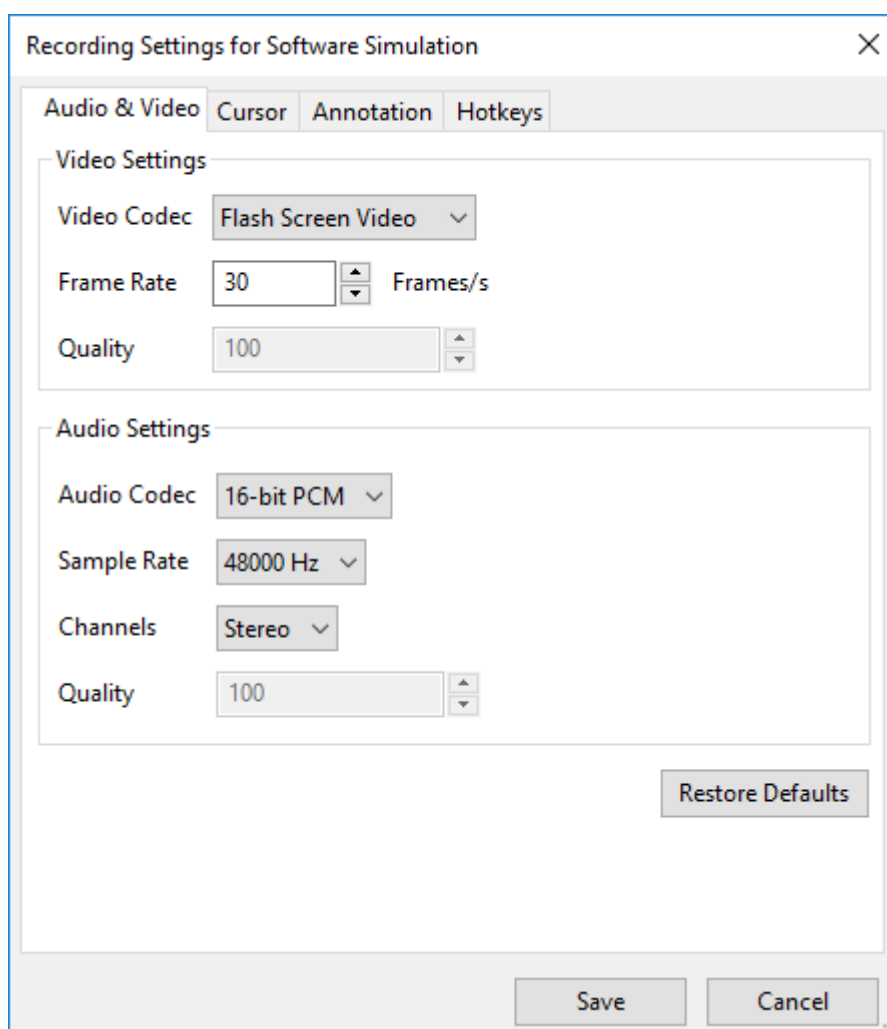 Recording Settings for Software Simulation
Audio & Video Cursor Annotation Hotkeys
Video Settings
Video Codec Flash Screen Video
Frame Rate 30 Frames/s
Quality 100
Audio Settings
Audio Codec 16-bit PCM
Sample Rate 48000 Hz
Channels Stereo
Quality 100
Restore Defaults
Save Cancel